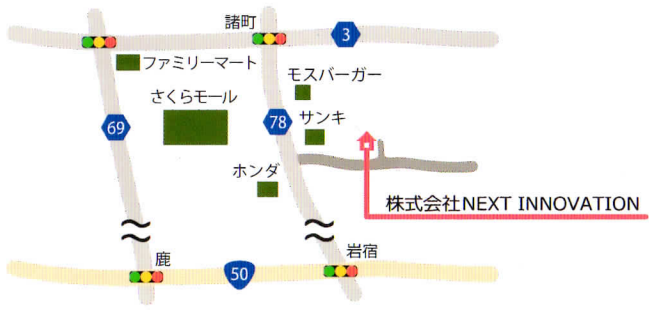 諸町
3
ファミリーマート
モスバーガー
さくらモール
サンキ
69
78
ホンダ
株式会社NEXT INNOVATION
鹿
岩宿
50